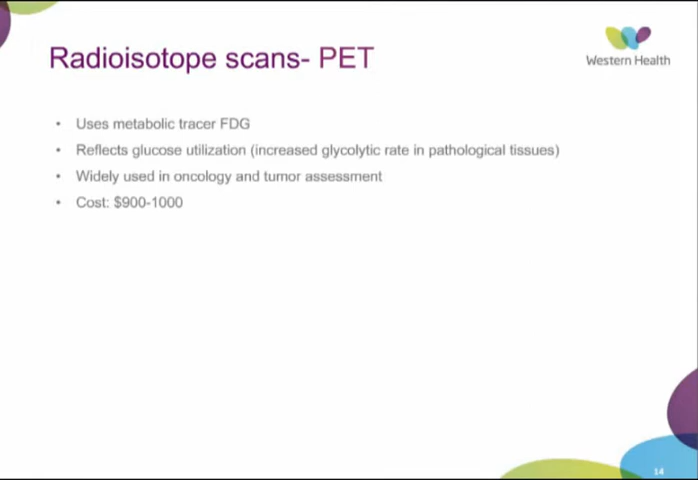 Radioisotope scans- PET
Western Health
• Uses metabolic tracer FDG
• Reflects glucose utilization (increased glycolytic rate in pathological tissues)
• Widely used in oncology and tumor assessment
• Cost: $900-1000
14